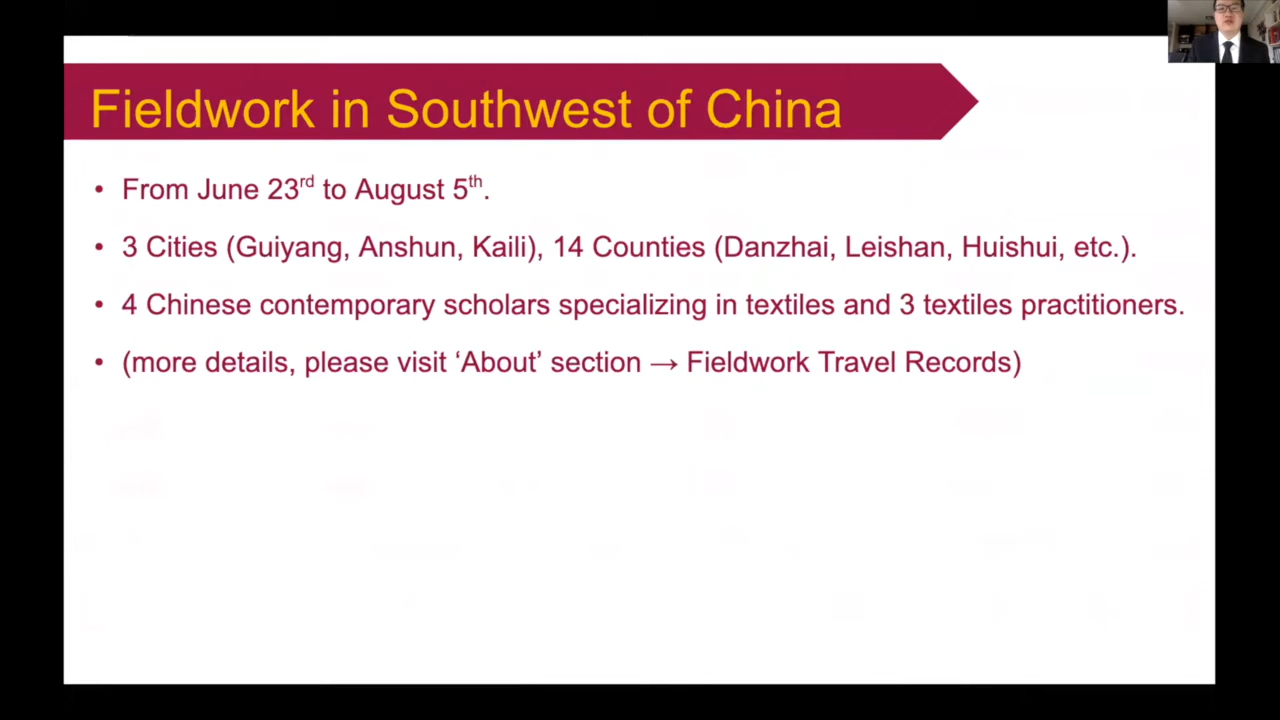 Fieldwork in Southwest of China
• From June 23rd to August 5th.
• 3 Cities (Guiyang, Anshun, Kaili), 14 Counties (Danzhai, Leishan, Huishui, etc.).
• 4 Chinese contemporary scholars specializing in textiles and 3 textiles practitioners.
• (more details, please visit ‘About’ section → Fieldwork Travel Records)